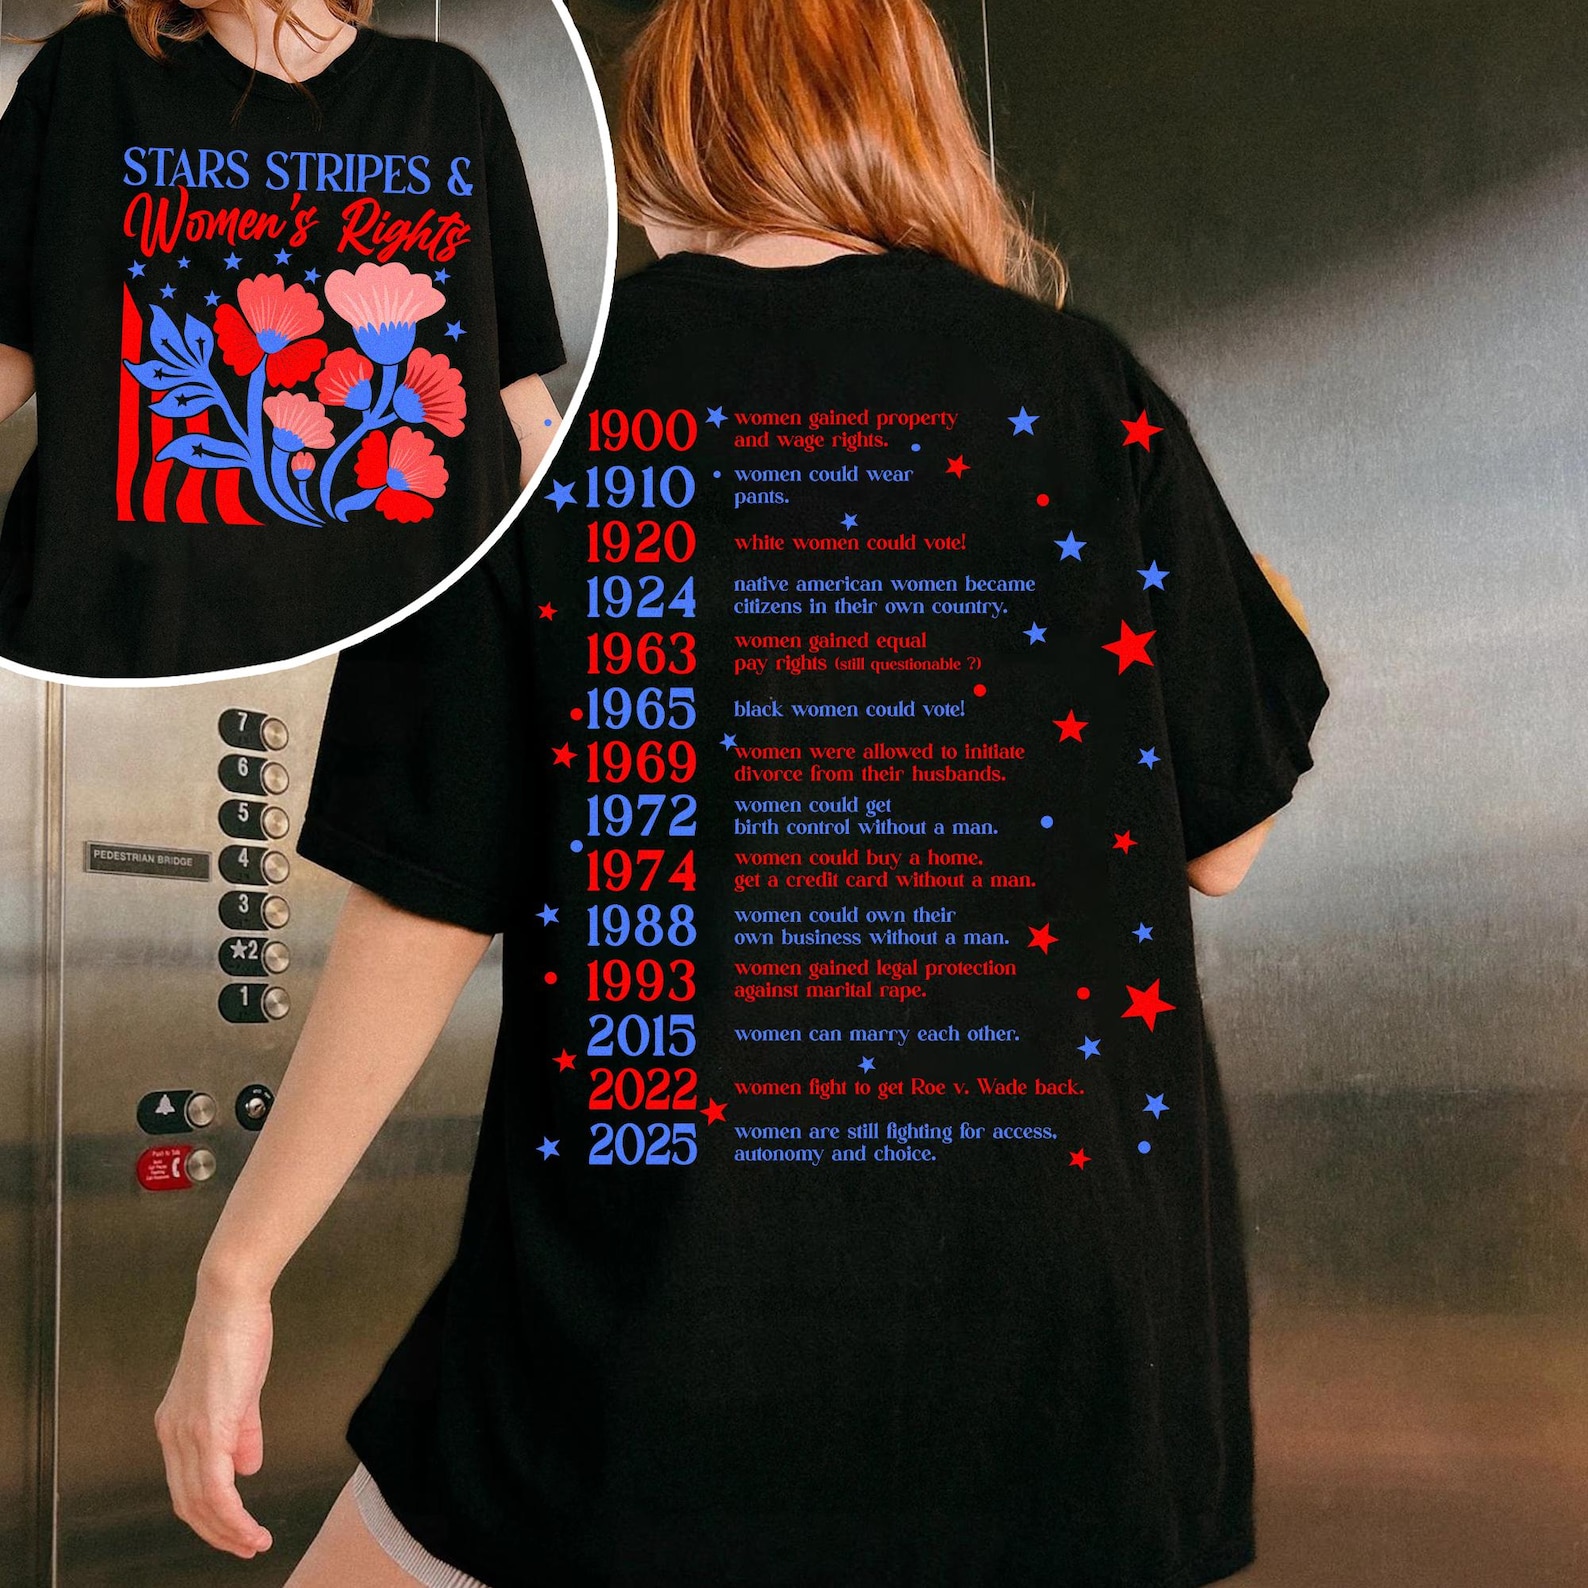 STARS STRIPES &
Women's Rights
1900 women gained property
and wage rights.
1910 women could wear
pants.
1920 white women could vote!
1924 native american women became
citizens in their own country.
1963 women gained equal
pay rights (still questionable ?)
1965 black women could vote!
1969 women were allowed to initiate
divorce from their husbands.
1972 women could get
birth control without a man.
1974 women could buy a home,
get a credit card without a man.
1988 women could own their
own business without a man.
1993 women gained legal protection
against marital rape.
2015 women can marry each other.
2022 women fight to get Roe v. Wade back.
2025 women are still fighting for access,
autonomy and choice.
7
6
5
PEDESTRIAN BRIDGE 4
3
★2
1
Push to Talk